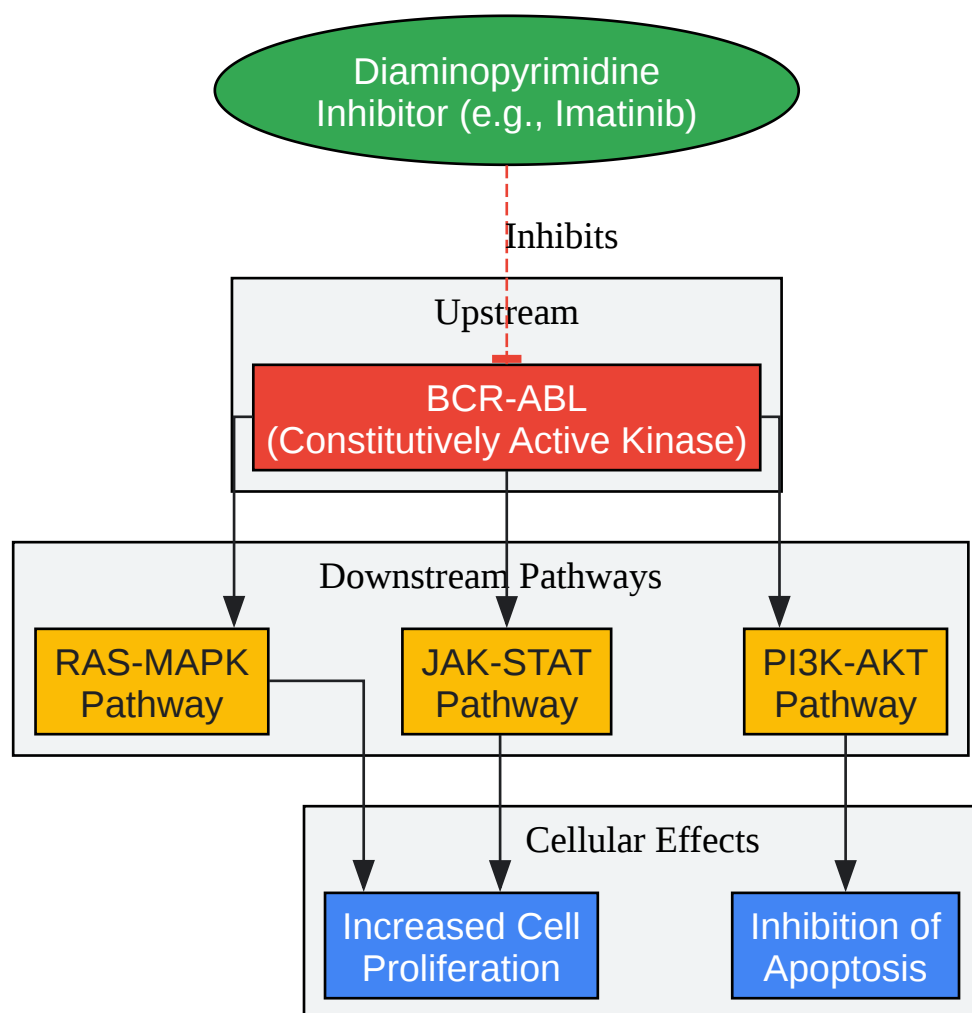 Diaminopyrimidine
Inhibitor (e.g., Imatinib)
Inhibits
Upstream
BCR-ABL
(Constitutively Active Kinase)
Downstream Pathways
RAS-MAPK
Pathway
JAK-STAT
Pathway
PI3K-AKT
Pathway
Cellular Effects
Increased Cell
Proliferation
Inhibition of
Apoptosis